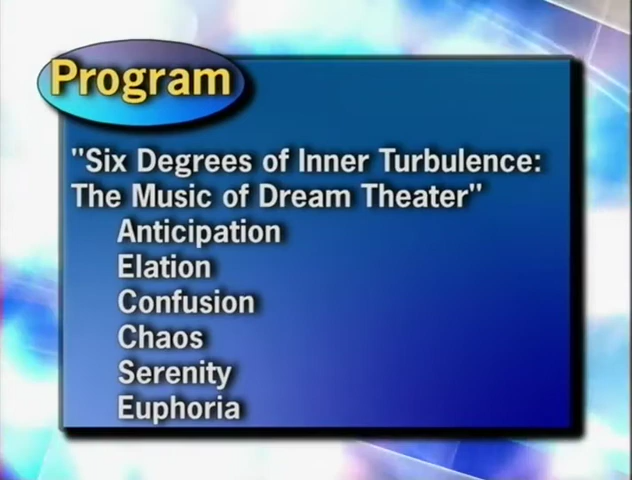 Program
"Six Degrees of Inner Turbulence:
The Music of Dream Theater"
Anticipation
Elation
Confusion
Chaos
Serenity
Euphoria